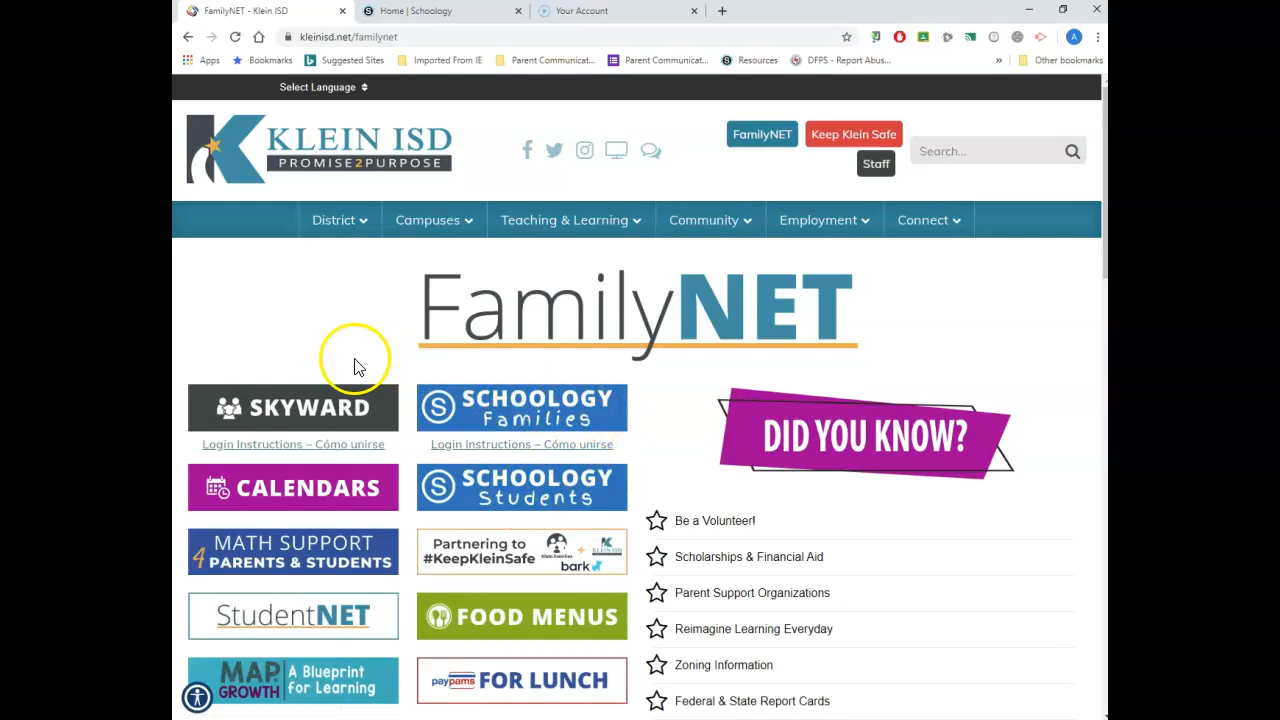 FamilyNET - Klein ISD
Home | Schoology
Your Account
kleinisd.net/familynet
A
Apps
Bookmarks
Suggested Sites
Imported From IE
Parent Communicat...
Parent Communicat...
Resources
DFPS - Report Abus...
»
Other bookmarks
Select Language
KLEIN ISD
PROMISE2PURPOSE
FamilyNET
Keep Klein Safe
Staff
Search...
District
Campuses
Teaching & Learning
Community
Employment
Connect
FamilyNET
SKYWARD
Login Instructions – Cómo unirse
SCHOOLOGY
Families
Login Instructions – Cómo unirse
DID YOU KNOW?
CALENDARS
SCHOOLOGY
Students
MATH SUPPORT
4 PARENTS & STUDENTS
Partnering to
#KeepKleinSafe
Klein Families
+
KLEIN ISD
bark
StudentNET
FOOD MENUS
MAP
GROWTH
A Blueprint
for Learning
paypams FOR LUNCH
Be a Volunteer!
Scholarships & Financial Aid
Parent Support Organizations
Reimagine Learning Everyday
Zoning Information
Federal & State Report Cards